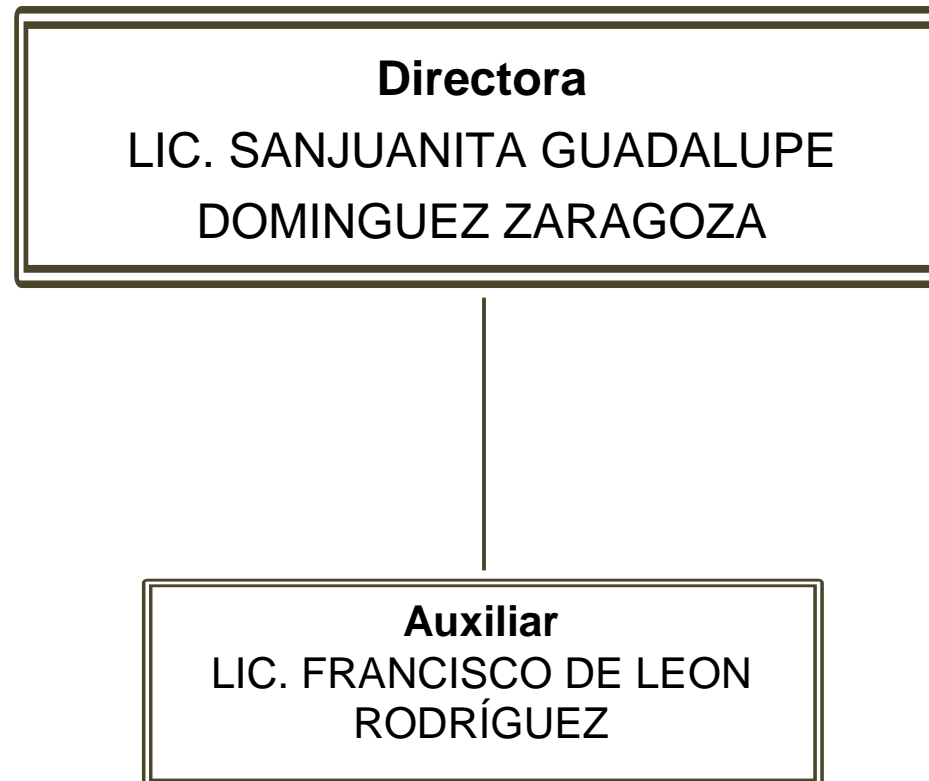 Directora
LIC. SANJUANITA GUADALUPE
DOMINGUEZ ZARAGOZA
Auxiliar
LIC. FRANCISCO DE LEON
RODRÍGUEZ